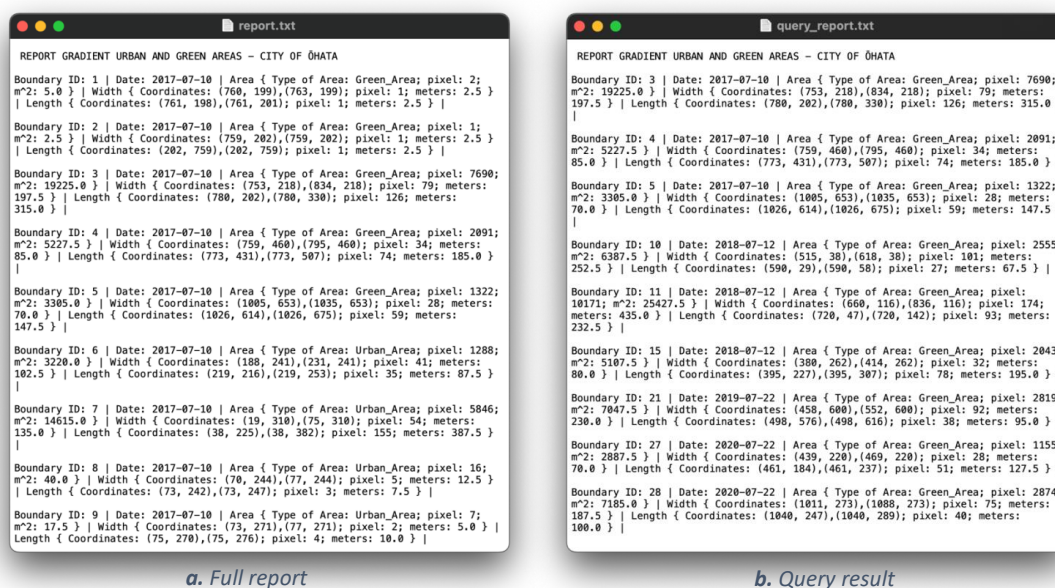 report.txt
REPORT GRADIENT URBAN AND GREEN AREAS – CITY OF ŌHATA
Boundary ID: 1 | Date: 2017-07-10 | Area { Type of Area: Green_Area; pixel: 2;
m^2: 5.0 } | Width { Coordinates: (760, 199),(763, 199); pixel: 1; meters: 2.5 }
| Length { Coordinates: (761, 198),(761, 201); pixel: 1; meters: 2.5 } |
Boundary ID: 2 | Date: 2017-07-10 | Area { Type of Area: Green_Area; pixel: 1;
m^2: 2.5 } | Width { Coordinates: (759, 202),(759, 202); pixel: 1; meters: 2.5 }
| Length { Coordinates: (202, 759),(202, 759); pixel: 1; meters: 2.5 } |
Boundary ID: 3 | Date: 2017-07-10 | Area { Type of Area: Green_Area; pixel: 7690;
m^2: 19225.0 } | Width { Coordinates: (753, 218),(834, 218); pixel: 79; meters:
197.5 } | Length { Coordinates: (780, 202),(780, 330); pixel: 126; meters:
315.0 } |
Boundary ID: 4 | Date: 2017-07-10 | Area { Type of Area: Green_Area; pixel: 2091;
m^2: 5227.5 } | Width { Coordinates: (759, 460),(795, 460); pixel: 34; meters:
85.0 } | Length { Coordinates: (773, 431),(773, 507); pixel: 74; meters: 185.0 }
|
Boundary ID: 5 | Date: 2017-07-10 | Area { Type of Area: Green_Area; pixel: 1322;
m^2: 3305.0 } | Width { Coordinates: (1005, 653),(1035, 653); pixel: 28; meters:
70.0 } | Length { Coordinates: (1026, 614),(1026, 675); pixel: 59; meters:
147.5 } |
Boundary ID: 6 | Date: 2017-07-10 | Area { Type of Area: Urban_Area; pixel: 1288;
m^2: 3220.0 } | Width { Coordinates: (188, 241),(231, 241); pixel: 41; meters:
102.5 } | Length { Coordinates: (219, 216),(219, 253); pixel: 35; meters: 87.5 }
|
Boundary ID: 7 | Date: 2017-07-10 | Area { Type of Area: Urban_Area; pixel: 5846;
m^2: 14615.0 } | Width { Coordinates: (19, 310),(75, 310); pixel: 54; meters:
135.0 } | Length { Coordinates: (38, 225),(38, 382); pixel: 155; meters: 387.5 }
|
Boundary ID: 8 | Date: 2017-07-10 | Area { Type of Area: Urban_Area; pixel: 16;
m^2: 40.0 } | Width { Coordinates: (70, 244),(77, 244); pixel: 5; meters: 12.5 }
| Length { Coordinates: (73, 242),(73, 247); pixel: 3; meters: 7.5 } |
Boundary ID: 9 | Date: 2017-07-10 | Area { Type of Area: Urban_Area; pixel: 7;
m^2: 17.5 } | Width { Coordinates: (73, 271),(77, 271); pixel: 2; meters: 5.0 } |
Length { Coordinates: (75, 270),(75, 276); pixel: 4; meters: 10.0 } |
a. Full report
query_report.txt
REPORT GRADIENT URBAN AND GREEN AREAS – CITY OF ŌHATA
Boundary ID: 3 | Date: 2017-07-10 | Area { Type of Area: Green_Area; pixel: 7690;
m^2: 19225.0 } | Width { Coordinates: (753, 218),(834, 218); pixel: 79; meters:
197.5 } | Length { Coordinates: (780, 202),(780, 330); pixel: 126; meters: 315.0
|
Boundary ID: 4 | Date: 2017-07-10 | Area { Type of Area: Green_Area; pixel: 2091;
m^2: 5227.5 } | Width { Coordinates: (759, 460),(795, 460); pixel: 34; meters:
85.0 } | Length { Coordinates: (773, 431),(773, 507); pixel: 74; meters: 185.0 }
Boundary ID: 5 | Date: 2017-07-10 | Area { Type of Area: Green_Area; pixel: 1322;
m^2: 3305.0 } | Width { Coordinates: (1005, 653),(1035, 653); pixel: 28; meters:
70.0 } | Length { Coordinates: (1026, 614),(1026, 675); pixel: 59; meters: 147.5
|
Boundary ID: 10 | Date: 2018-07-12 | Area { Type of Area: Green_Area; pixel: 2555
m^2: 6387.5 } | Width { Coordinates: (515, 38),(618, 38); pixel: 101; meters:
252.5 } | Length { Coordinates: (590, 29),(590, 58); pixel: 27; meters: 67.5 } |
Boundary ID: 11 | Date: 2018-07-12 | Area { Type of Area: Green_Area; pixel:
10171; m^2: 25427.5 } | Width { Coordinates: (660, 116),(836, 116); pixel: 174;
meters: 435.0 } | Length { Coordinates: (720, 47),(720, 142); pixel: 93; meters:
232.5 } |
Boundary ID: 15 | Date: 2018-07-12 | Area { Type of Area: Green_Area; pixel: 2043
m^2: 5107.5 } | Width { Coordinates: (380, 262),(414, 262); pixel: 32; meters:
80.0 } | Length { Coordinates: (395, 227),(395, 307); pixel: 78; meters: 195.0 }
Boundary ID: 21 | Date: 2019-07-22 | Area { Type of Area: Green_Area; pixel: 2819
m^2: 7047.5 } | Width { Coordinates: (458, 600),(552, 600); pixel: 92; meters:
230.0 } | Length { Coordinates: (498, 576),(498, 616); pixel: 38; meters: 95.0 }
Boundary ID: 27 | Date: 2020-07-22 | Area { Type of Area: Green_Area; pixel: 1155
m^2: 2887.5 } | Width { Coordinates: (439, 220),(469, 220); pixel: 28; meters:
70.0 } | Length { Coordinates: (461, 184),(461, 237); pixel: 51; meters: 127.5 }
Boundary ID: 28 | Date: 2020-07-22 | Area { Type of Area: Green_Area; pixel: 2874
m^2: 7185.0 } | Width { Coordinates: (1011, 273),(1088, 273); pixel: 75; meters:
187.5 } | Length { Coordinates: (1040, 247),(1040, 289); pixel: 40; meters:
100.0 } |
b. Query result